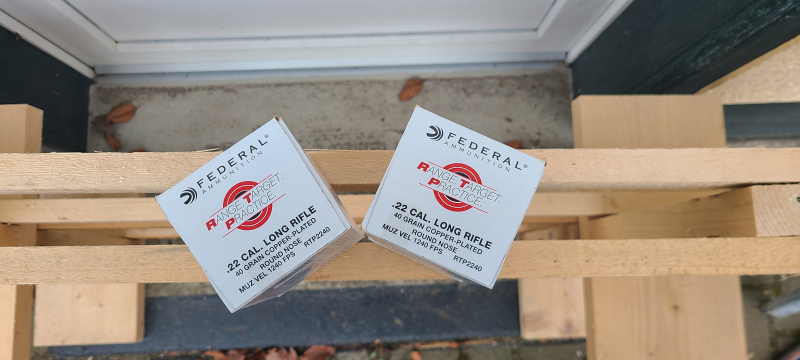 FEDERAL®
AMMUNITION
RANGE TARGET
PRACTICE™
.22 CAL. LONG RIFLE
40 GRAIN COPPER-PLATED
ROUND NOSE
MUZ VEL 1240 FPS
RTP2240
FEDERAL®
AMMUNITION
RANGE TARGET
PRACTICE™
.22 CAL. LONG RIFLE
40 GRAIN COPPER-PLATED
ROUND NOSE
MUZ VEL 1240 FPS
RTP2240